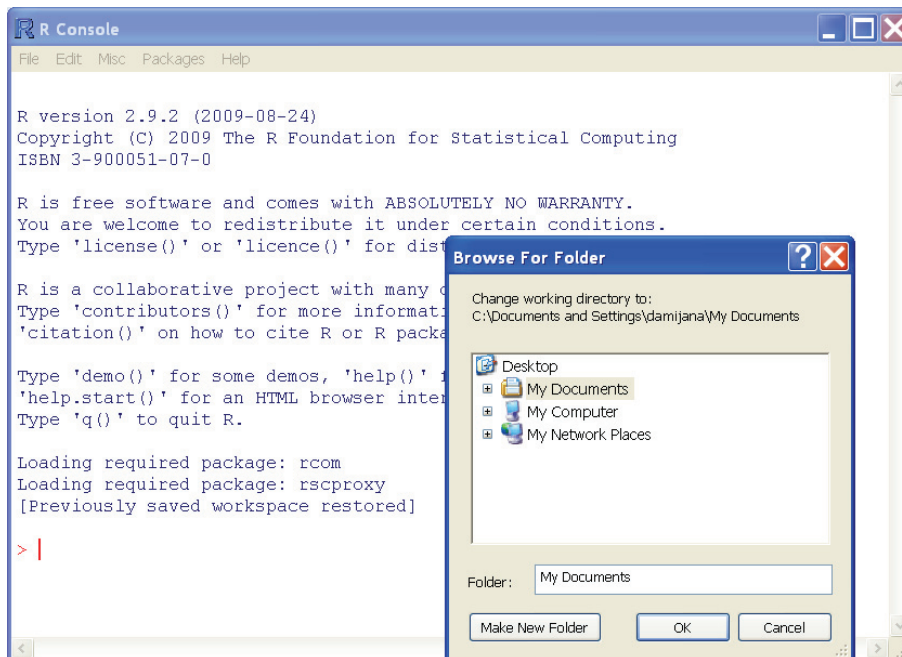 R Console
File Edit Misc Packages Help
R version 2.9.2 (2009-08-24)
Copyright (C) 2009 The R Foundation for Statistical Computing
ISBN 3-900051-07-0
R is free software and comes with ABSOLUTELY NO WARRANTY.
You are welcome to redistribute it under certain conditions.
Type 'license()' or 'licence()' for dist
R is a collaborative project with many
Type 'contributors()' for more informati
'citation()' on how to cite R or R packa
Type 'demo()' for some demos, 'help()'
'help.start()' for an HTML browser inter
Type 'q()' to quit R.
Loading required package: rcom
Loading required package: rscproxy
[Previously saved workspace restored]
>
Browse For Folder
Change working directory to:
C:\Documents and Settings\damijana\My Documents
Desktop
My Documents
My Computer
My Network Places
Folder: My Documents
Make New Folder OK Cancel